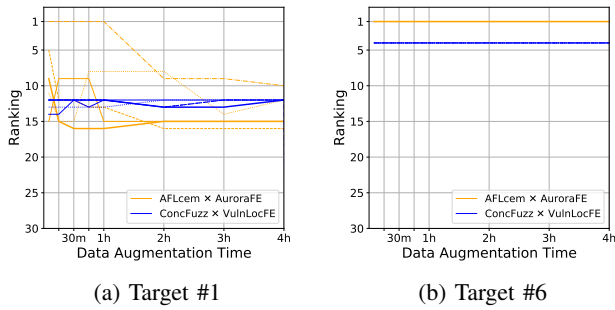 1
5
10
15
20
25
30
Ranking
30m 1h 2h 3h 4h
Data Augmentation Time
AFLcem × AuroraFE
ConcFuzz × VulnLocFE
(a) Target #1
1
5
10
15
20
25
30
Ranking
30m 1h 2h 3h 4h
Data Augmentation Time
AFLcem × AuroraFE
ConcFuzz × VulnLocFE
(b) Target #6